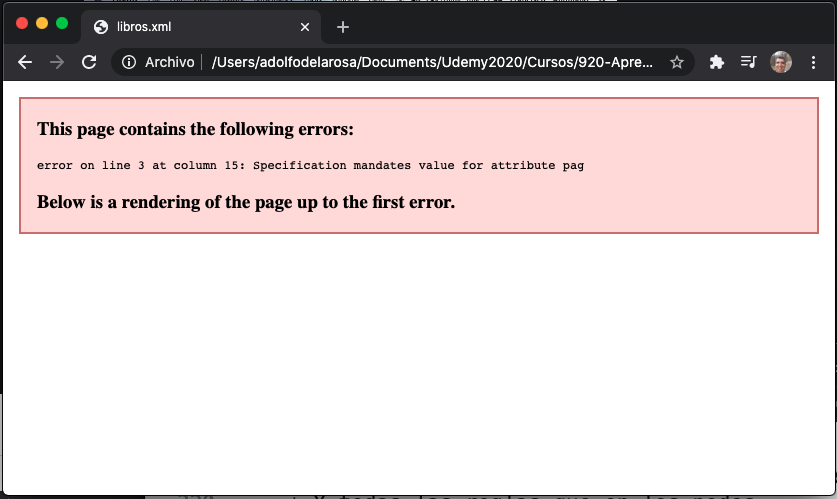 libros.xml
Archivo /Users/adolfodelarosa/Documents/Udemy2020/Cursos/920-Apre...
This page contains the following errors:
error on line 3 at column 15: Specification mandates value for attribute pag
Below is a rendering of the page up to the first error.